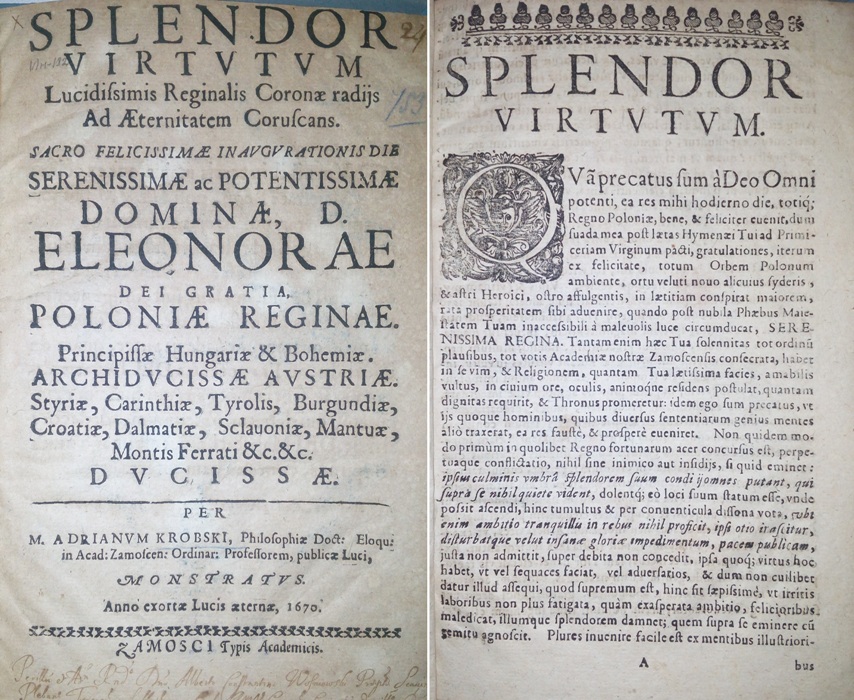 SPLENDOR
VIRTVTVM
Lucidiſsimis Reginalis Coronæ radijs
Ad Æternitatem Coruſcans.
SACRO FELICISSIMÆ INAVGVRATIONIS DIE
SERENISSIMÆ ac POTENTISSIMÆ
DOMINÆ, D.
ELEONORAE
DEI GRATIA,
POLONIÆ REGINAE.
Principiſſæ Hungariæ & Bohemiæ.
ARCHIDVCISSÆ AVSTRIÆ.
Styriæ, Carinthiæ, Tyrolis, Burgundiæ,
Croatiæ, Dalmatiæ, Sclauoniæ, Mantuæ,
Montis Ferrati &c.&c.
DVCISSÆ.
PER
M. ADRIANVM KROBSKI, Philoſophiæ Doct: Eloqu:
in Acad: Zamoſcen: Ordinar: Profeſſorem, publicæ Luci,
MONSTRATVS.
Anno exortæ Lucis æternæ, 1670.
ZAMOSCI Typis Academicis.
SPLENDOR
VIRTVTVM.
QVã precatus ſum à Deo Omni
potenti, ea res mihi hodierno die, totiq;
Regno Poloniæ, bene, & feliciter euenit, dum
ſuada mea poſt lætas Hymenæi Tui ad Primi-
ceriam Virginum pacti, gratulationes, iterum
ex felicitate, totum Orbem Polonum
ambiente, ortu veluti nouo alicuius ſyderis,
& aſtri Heroici, oſtro affulgentis, in lætitiam conſpirat maiorem,
rata proſperitatem ſibi aduenire, quando poſt nubila Phæbus Maie-
ſtatem Tuam inacceſsibili à maleuolis luce circumducat, SERE-
NISSIMA REGINA. Tantam enim hæc Tua ſolennitas tot ordinũ
plauſibus, tot votis Academiæ noſtræ Zamoſcenſis conſecrata, habet
in ſe vim, & Religionem, quantam Tua lætiſsima facies, amabilis
vultus, in ciuium ore, oculis, animoq́ue reſidens poſtulat, quantam
dignitas requirit, & Thronus promeretur: idem ego ſum precatus, vt
ijs quoque hominibus, quibus diuerſus ſententiarum genius mentes
aliò traxerat, ea res fauſtè, & proſperè eueniret. Non quidem mo-
do primùm in quolibet Regno fortunarum acer concurſus eſt, perpe-
tuaque conflictatio, nihil ſine inimico aut inſidijs, ſi quid eminet:
ipſiu culminis vmbrâ ſplendorem ſuum condi ijomnes putant, qui
ſupra ſe nihil quiete vident, dolentq; eò loci ſuum ſtatum eſſe, vnde
poſsit aſcendi, hinc tumultus & per conuenticula diſſona vota, vbi
enim ambitio tranquillis in rebus nihil proficit, ipſi otio iraſcitur,
diſturbatque velut inſanæ gloriæ impedimentum, pacem publicam,
juſta non admittit, ſuper debita non concedit, ipſa quoq; virtus hoc
habet, vt vel ſequaces faciat, vel aduerſatios, & dum non cuilibet
datur illud aſſequi, quod ſupremum eſt, hinc fit ſæpiſsimè, vt irritis
laboribus non plus fatigata, quàm exaſperata ambitio, felicioribus
maledicat, illumque ſplendorem damnet; quem ſupra ſe eminere cũ
gemitu agnoſcit. Plures inuenire facile eſt ex mentibus illuſtriori-
A
bus